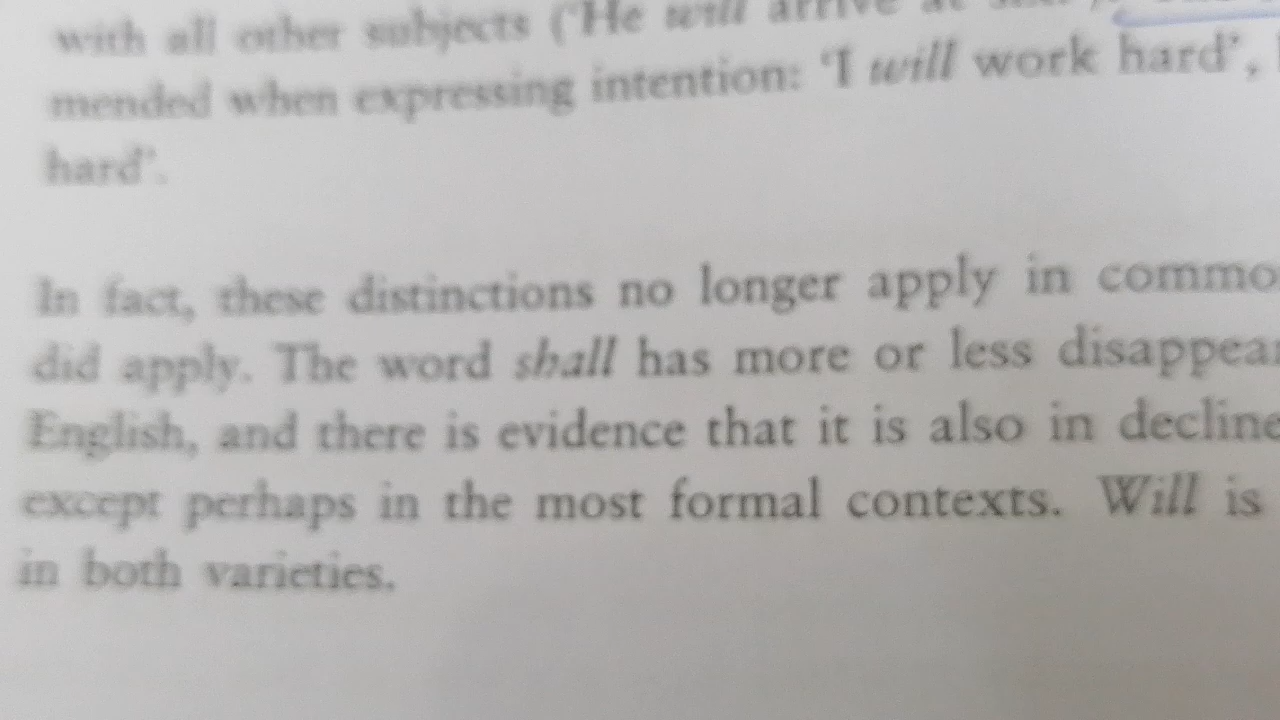 with all other subjects ('He will arrive at
mended when expressing intention: 'I will work hard',
hard'.
In fact, these distinctions no longer apply in commo
did apply. The word shall has more or less disappear
English, and there is evidence that it is also in decline
except perhaps in the most formal contexts. Will is
in both varieties.